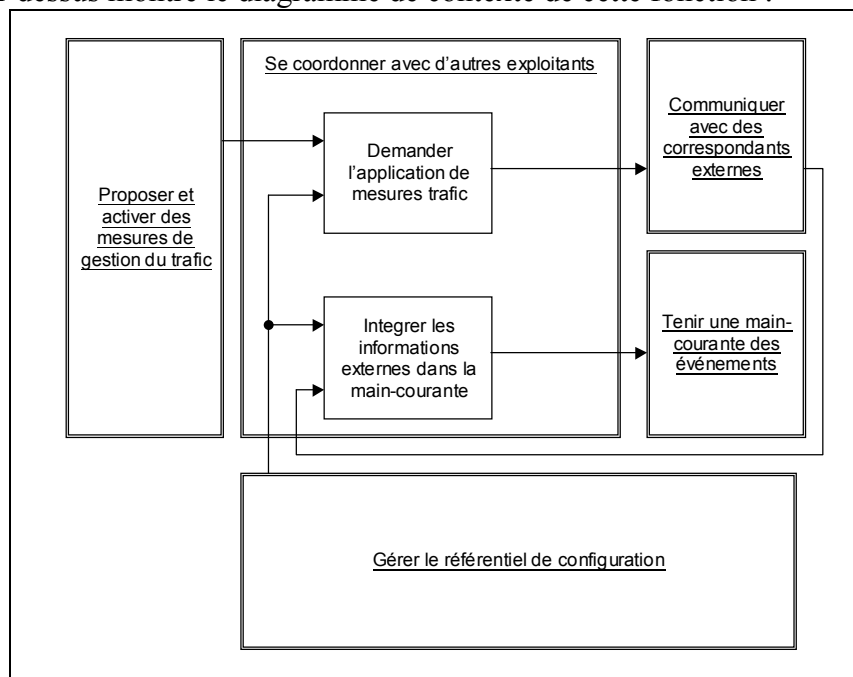 dessus montre le diagramme de contexte de cette fonction :
Se coordonner avec d'autres exploitants
Proposer et
activer des
mesures de
gestion du trafic
Demander
l'application de
mesures trafic
Communiquer
avec des
correspondants
externes
Integrer les
informations
externes dans la
main-courante
Tenir une main-
courante des
événements
Gérer le référentiel de configuration